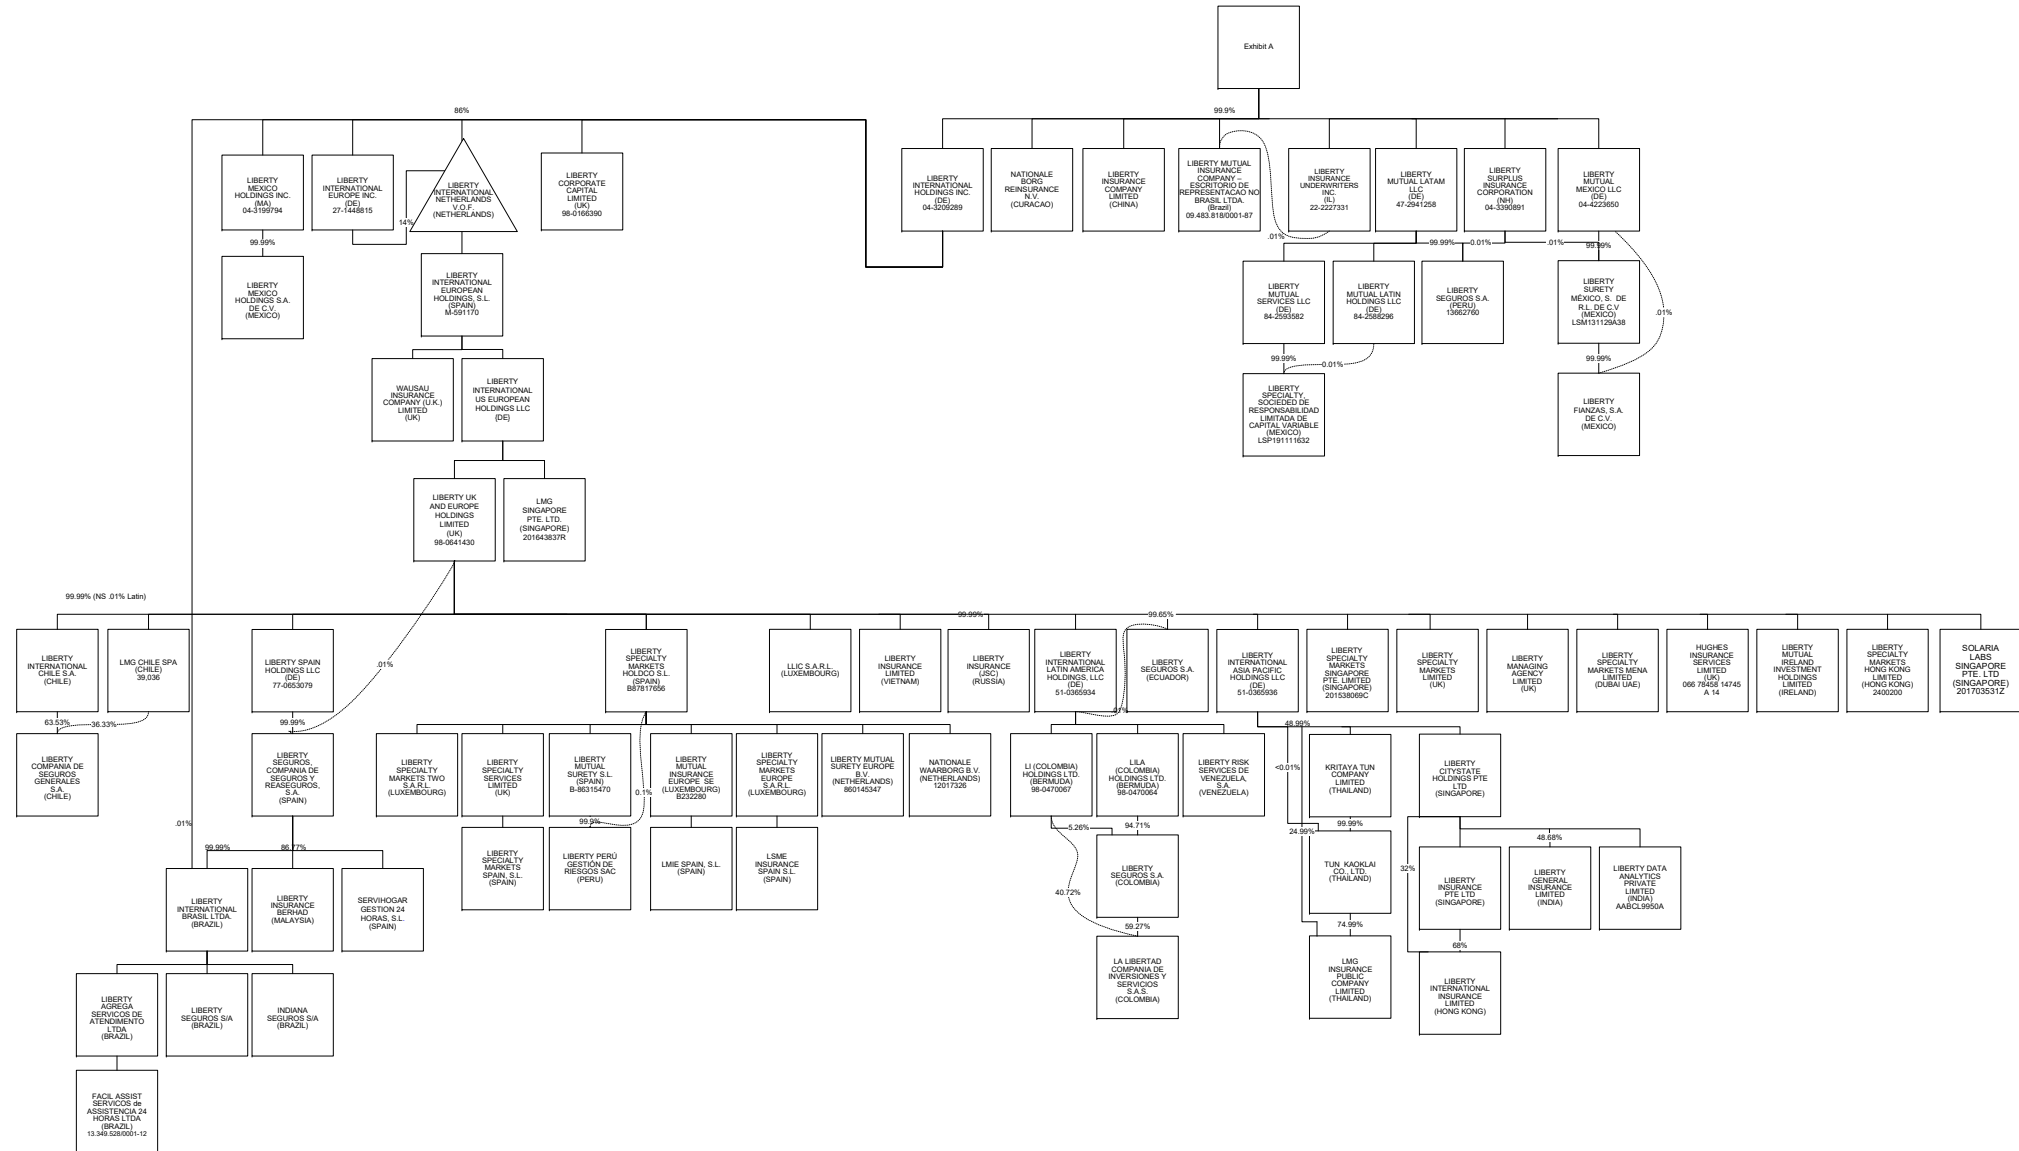 Exhibit A
86%
99.9%
LIBERTY
MEXICO
HOLDINGS INC.
(MA)
04-3199794
LIBERTY
INTERNATIONAL
EUROPE INC.
(DE)
27-1448815
LIBERTY
INTERNATIONAL
NETHERLANDS
V.O.F.
(NETHERLANDS)
LIBERTY
CORPORATE
CAPITAL
LIMITED
(UK)
98-0166390
LIBERTY
INTERNATIONAL
HOLDINGS INC.
(DE)
04-3209289
NATIONALE
BORG
REINSURANCE
N.V.
(CURACAO)
LIBERTY
INSURANCE
COMPANY
LIMITED
(CHINA)
LIBERTY MUTUAL
INSURANCE
COMPANY –
ESCRITORIO DE
REPRESENTACAO NO
BRASIL LTDA.
(Brazil)
09.483.818/0001-87
LIBERTY
INSURANCE
UNDERWRITERS
INC.
(IL)
22-2227331
LIBERTY
MUTUAL LATAM
LLC
(DE)
47-2941258
LIBERTY
SURPLUS
INSURANCE
CORPORATION
(NH)
04-3390891
LIBERTY
MUTUAL
MEXICO LLC
(DE)
04-4223650
14%
.01%
99.99%
99.99%
0.01%
.01%
99.99%
LIBERTY
MEXICO
HOLDINGS S.A.
DE C.V.
(MEXICO)
LIBERTY
INTERNATIONAL
EUROPEAN
HOLDINGS, S.L.
(SPAIN)
M-591170
LIBERTY
MUTUAL
SERVICES LLC
(DE)
84-2593582
LIBERTY
MUTUAL LATIN
HOLDINGS LLC
(DE)
84-2588296
LIBERTY
SEGUROS S.A.
(PERU)
13662760
LIBERTY
SURETY
MÉXICO, S. DE
R.L. DE C.V
(MEXICO)
LSM131129A38
.01%
99.99%
0.01%
99.99%
WAUSAU
INSURANCE
COMPANY (U.K.)
LIMITED
(UK)
LIBERTY
INTERNATIONAL
US EUROPEAN
HOLDINGS LLC
(DE)
LIBERTY
SPECIALTY,
SOCIEDED DE
RESPONSABILIDAD
LIMITADA DE
CAPITAL VARIABLE
(MEXICO)
LSP191111632
LIBERTY
FIANZAS, S.A.
DE C.V.
(MEXICO)
LIBERTY UK
AND EUROPE
HOLDINGS
LIMITED
(UK)
98-0641430
LMG
SINGAPORE
PTE. LTD.
(SINGAPORE)
201643837R
99.99% (NS .01% Latin)
99.99%
99.65%
LIBERTY
INTERNATIONAL
CHILE S.A.
(CHILE)
LMG CHILE SPA
(CHILE)
39,036
LIBERTY SPAIN
HOLDINGS LLC
(DE)
77-0653079
.01%
LIBERTY
SPECIALTY
MARKETS
HOLDCO S.L.
(SPAIN)
B87817656
LLIC S.A.R.L.
(LUXEMBOURG)
LIBERTY
INSURANCE
LIMITED
(VIETNAM)
LIBERTY
INSURANCE
(JSC)
(RUSSIA)
LIBERTY
INTERNATIONAL
LATIN AMERICA
HOLDINGS, LLC
(DE)
51-0365934
LIBERTY
SEGUROS S.A.
(ECUADOR)
LIBERTY
INTERNATIONAL
ASIA PACIFIC
HOLDINGS LLC
(DE)
51-0365936
LIBERTY
SPECIALTY
MARKETS
SINGAPORE
PTE. LIMITED
(SINGAPORE)
201538069C
LIBERTY
SPECIALTY
MARKETS
LIMITED
(UK)
LIBERTY
MANAGING
AGENCY
LIMITED
(UK)
LIBERTY
SPECIALTY
MARKETS MENA
LIMITED
(DUBAI UAE)
HUGHES
INSURANCE
SERVICES
LIMITED
(UK)
066 78458 14745
A 14
LIBERTY
MUTUAL
IRELAND
INVESTMENT
HOLDINGS
LIMITED
(IRELAND)
LIBERTY
SPECIALTY
MARKETS
HONG KONG
LIMITED
(HONG KONG)
2400200
SOLARIA
LABS
SINGAPORE
PTE. LTD
(SINGAPORE)
201703531Z
63.53%
36.33%
99.99%
.01%
48.99%
LIBERTY
COMPANIA DE
SEGUROS
GENERALES
S.A.
(CHILE)
LIBERTY
SEGUROS,
COMPANIA DE
SEGUROS Y
REASEGUROS,
S.A.
(SPAIN)
LIBERTY
SPECIALTY
MARKETS TWO
S.A.R.L.
(LUXEMBOURG)
LIBERTY
SPECIALTY
SERVICES
LIMITED
(UK)
LIBERTY
MUTUAL
SURETY S.L.
(SPAIN)
B-86315470
0.1%
LIBERTY
MUTUAL
INSURANCE
EUROPE SE
(LUXEMBOURG)
B232280
LIBERTY
SPECIALTY
MARKETS
EUROPE
S.A.R.L.
(LUXEMBOURG)
LIBERTY MUTUAL
SURETY EUROPE
B.V.
(NETHERLANDS)
860145347
NATIONALE
WAARBORG B.V.
(NETHERLANDS)
12017326
LI (COLOMBIA)
HOLDINGS LTD.
(BERMUDA)
98-0470067
LILA
(COLOMBIA)
HOLDINGS LTD.
(BERMUDA)
98-0470064
LIBERTY RISK
SERVICES DE
VENEZUELA,
S.A.
(VENEZUELA)
<0.01%
KRITAYA TUN
COMPANY
LIMITED
(THAILAND)
LIBERTY
CITYSTATE
HOLDINGS PTE
LTD
(SINGAPORE)
.01%
99.99%
86.77%
99.9%
5.26%
94.71%
24.99%
99.99%
48.68%
LIBERTY
INTERNATIONAL
BRASIL LTDA.
(BRAZIL)
LIBERTY
INSURANCE
BERHAD
(MALAYSIA)
SERVIHOGAR
GESTION 24
HORAS, S.L.
(SPAIN)
LIBERTY
SPECIALTY
MARKETS
SPAIN, S.L.
(SPAIN)
LIBERTY PERÚ
GESTIÓN DE
RIESGOS SAC
(PERU)
LMIE SPAIN, S.L.
(SPAIN)
LSME
INSURANCE
SPAIN S.L.
(SPAIN)
40.72%
LIBERTY
SEGUROS S.A.
(COLOMBIA)
TUN KAOKLAI
CO., LTD.
(THAILAND)
32%
LIBERTY
INSURANCE
PTE LTD
(SINGAPORE)
LIBERTY
GENERAL
INSURANCE
LIMITED
(INDIA)
LIBERTY DATA
ANALYTICS
PRIVATE
LIMITED
(INDIA)
AABCL9950A
59.27%
74.99%
68%
LA LIBERTAD
COMPANIA DE
INVERSIONES Y
SERVICIOS
S.A.S.
(COLOMBIA)
LMG
INSURANCE
PUBLIC
COMPANY
LIMITED
(THAILAND)
LIBERTY
INTERNATIONAL
INSURANCE
LIMITED
(HONG KONG)
LIBERTY
AGREGA
SERVICOS DE
ATENDIMENTO
LTDA
(BRAZIL)
LIBERTY
SEGUROS S/A
(BRAZIL)
INDIANA
SEGUROS S/A
(BRAZIL)
FACIL ASSIST
SERVICOS de
ASSISTENCIA 24
HORAS LTDA
(BRAZIL)
13.349.528/0001-12